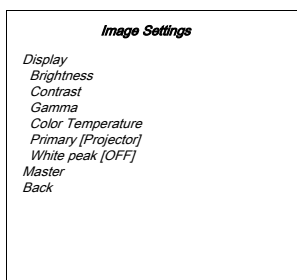 Image Settings
Display
Brightness
Contrast
Gamma
Color Temperature
Primary [Projector]
White peak [OFF]
Master
Back